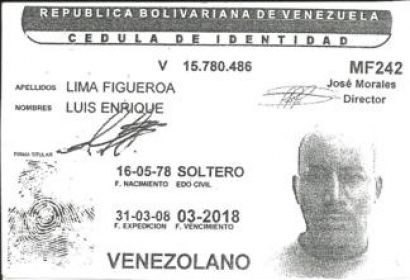 REPUBLICA BOLIVARIANA DE VENEZUELA
CEDULA DE IDENTIDAD
V 15.780.486
MF242
José Morales
Director
APELLIDOS LIMA FIGUEROA
NOMBRES LUIS ENRIQUE
FIRMA TITULAR
16-05-78 SOLTERO
F. NACIMIENTO EDO CIVIL
31-03-08 03-2018
F. EXPEDICION F. VENCIMIENTO
VENEZOLANO